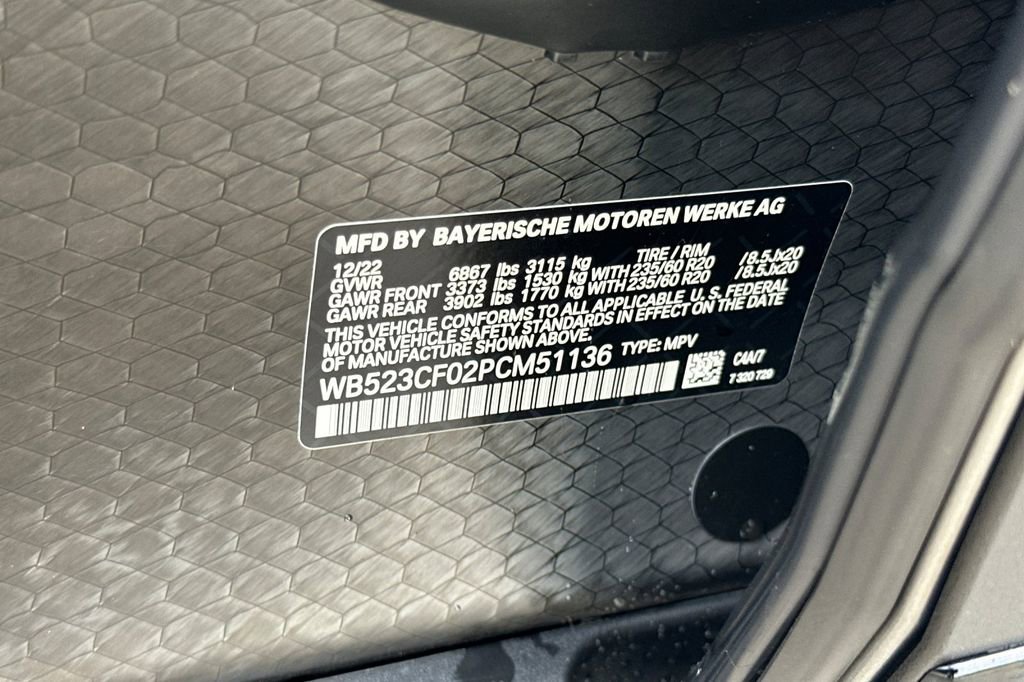 MFD BY BAYERISCHE MOTOREN WERKE AG
12/22 TIRE / RIM
GVWR 6867 lbs 3115 kg
GAWR FRONT 3373 lbs 1530 kg WITH 235/60 R20 /8.5Jx20
GAWR REAR 3902 lbs 1770 kg WITH 235/60 R20 /8.5Jx20
THIS VEHICLE CONFORMS TO ALL APPLICABLE U. S. FEDERAL
MOTOR VEHICLE SAFETY STANDARDS IN EFFECT ON THE DATE
OF MANUFACTURE SHOWN ABOVE.
WB523CF02PCM51136 TYPE: MPV
C4A/7
7 320 729